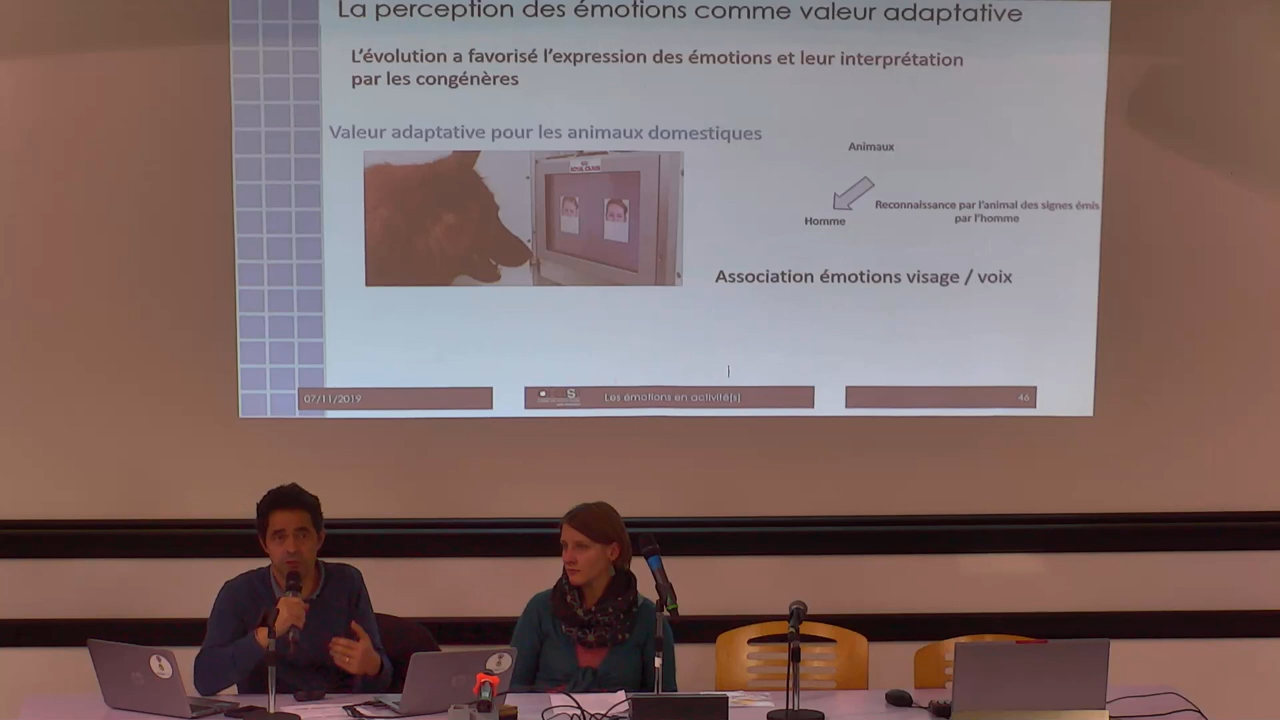 La perception des émotions comme valeur adaptative
L'évolution a favorisé l'expression des émotions et leur interprétation
par les congénères
Valeur adaptative pour les animaux domestiques
Animaux
Reconnaissance par l'animal des signes émis
par l'homme
Homme
Association émotions visage / voix
07/11/2019
Les émotions en activité(s)
46